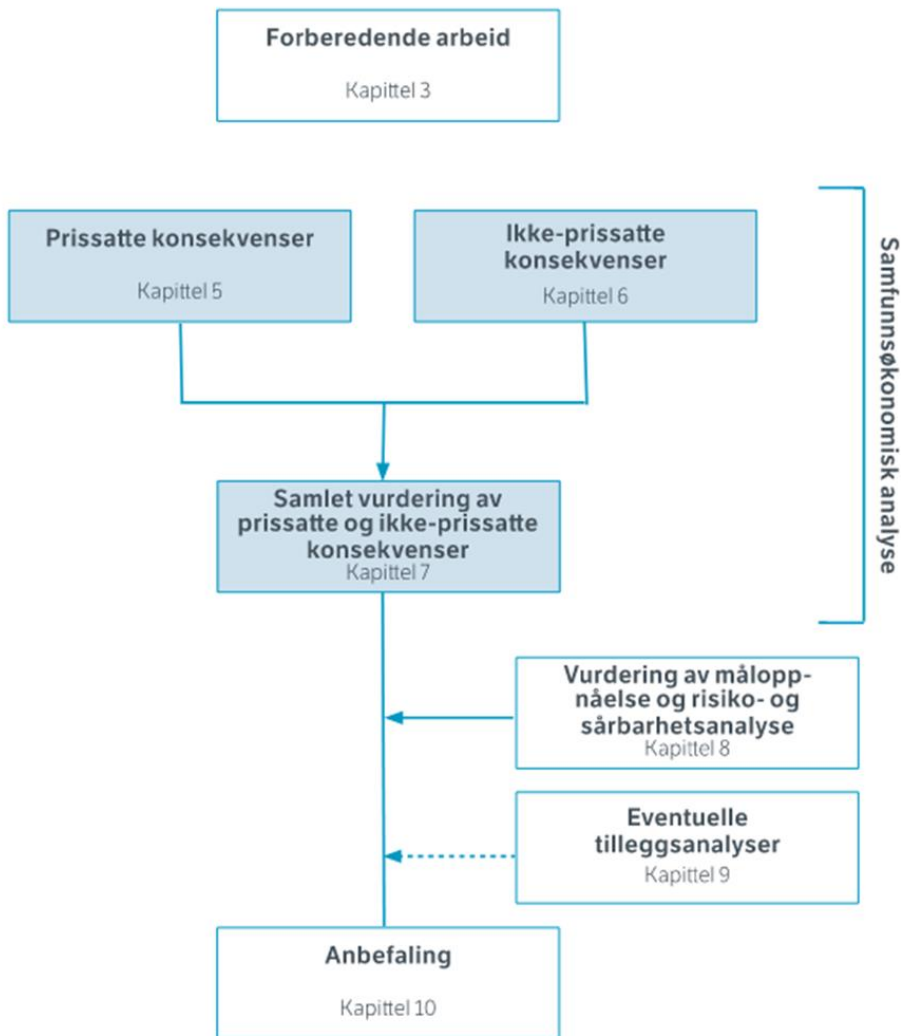 Forberedende arbeid
Kapittel 3
Prissatte konsekvenser
Kapittel 5
Ikke-prissatte
konsekvenser
Kapittel 6
Samfunnsøkonomisk analyse
Samlet vurdering av
prissatte og ikke-prissatte
konsekvenser
Kapittel 7
Vurdering av målopp-
nåelse og risiko- og
sårbarhetsanalyse
Kapittel 8
Eventuelle
tilleggsanalyser
Kapittel 9
Anbefaling
Kapittel 10